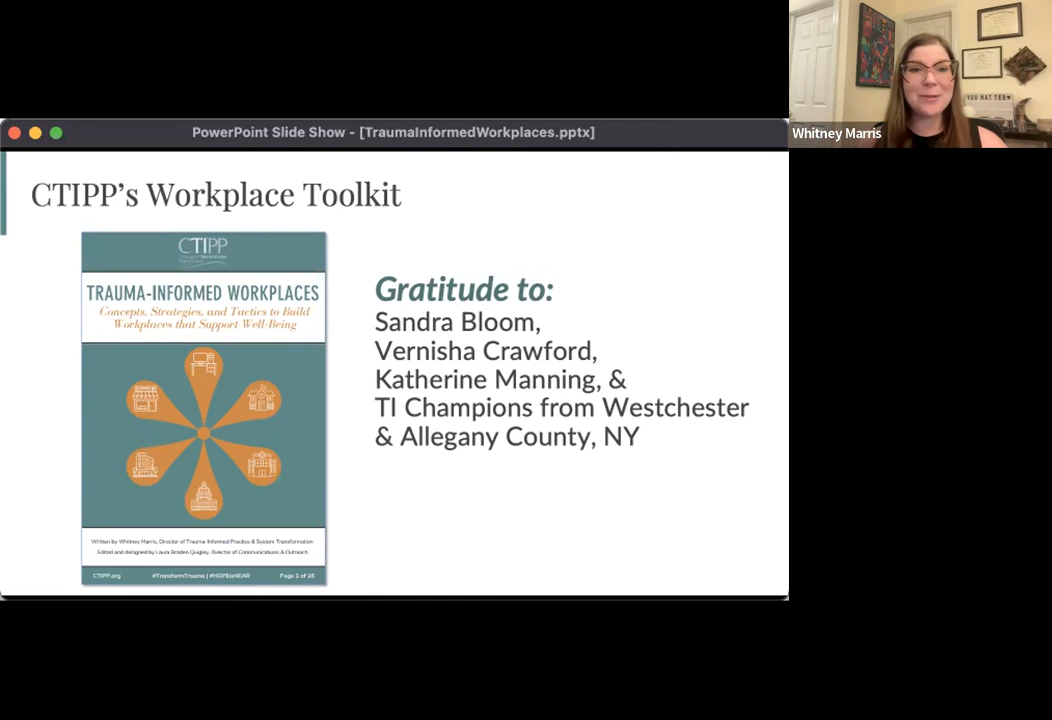 PowerPoint Slide Show - [TraumaInformedWorkplaces.pptx]
CTIPP's Workplace Toolkit
CTIPP
TRAUMA-INFORMED WORKPLACES
Concepts, Strategies, and Tactics to Build
Workplaces that Support Well-Being
Written by Whitney Marris, Director of Trauma-Informed Practice & System Transformation
Edited and designed by Laura Braden Quigley, Director of Communications & Outreach
CTIPP.org
#TransformTrauma | #HOPEisNEAR
Page 1 of 26
Gratitude to:
Sandra Bloom,
Vernisha Crawford,
Katherine Manning, &
TI Champions from Westchester
& Allegany County, NY
Whitney Marris
YOU MATTER